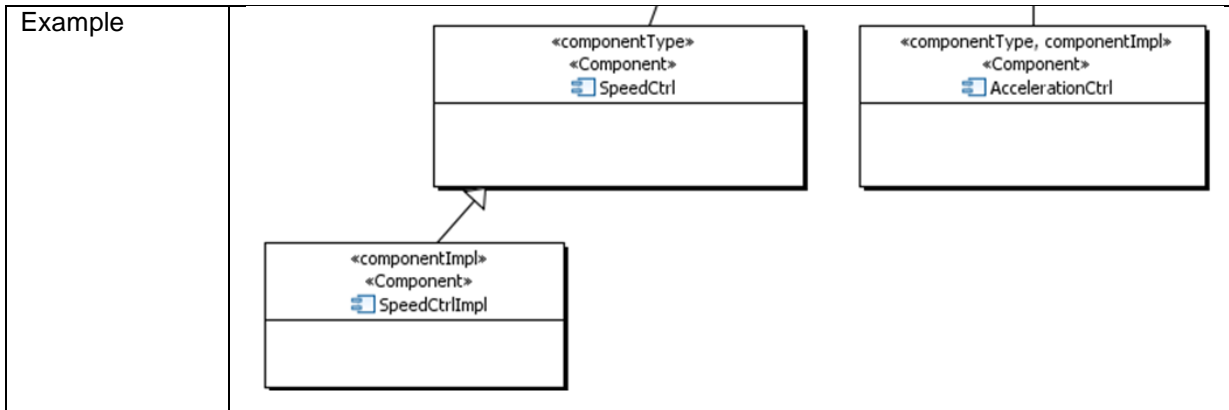 Example
«componentType»
«Component»
SpeedCtrl
«componentType, componentImpl»
«Component»
AccelerationCtrl
«componentImpl»
«Component»
SpeedCtrlImpl